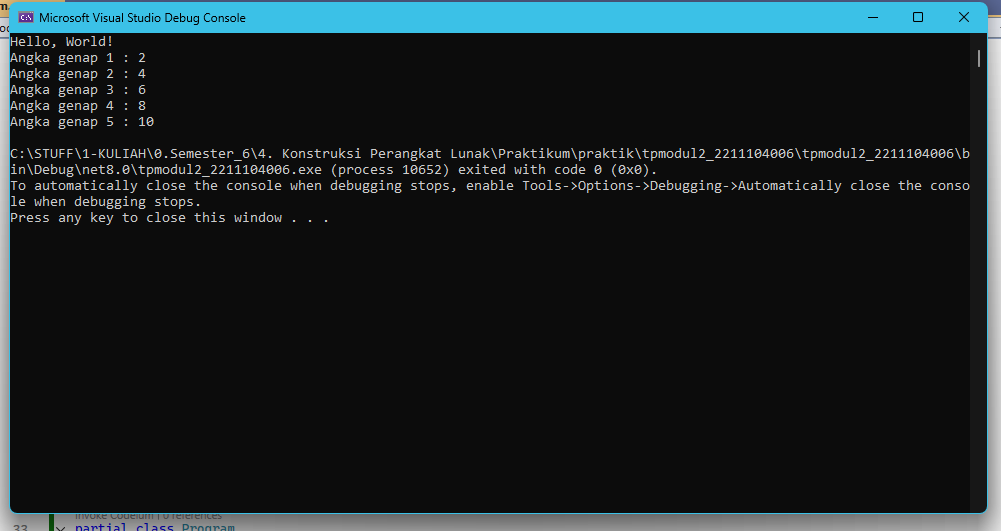 Microsoft Visual Studio Debug Console
Hello, World!
Angka genap 1 : 2
Angka genap 2 : 4
Angka genap 3 : 6
Angka genap 4 : 8
Angka genap 5 : 10
C:\STUFF\1-KULIAH\0.Semester_6\4. Konstruksi Perangkat Lunak\Praktikum\praktik\tpmodul2_2211104006\tpmodul2_2211104006\b
in\Debug\net8.0\tpmodul2_2211104006.exe (process 10652) exited with code 0 (0x0).
To automatically close the console when debugging stops, enable Tools->Options->Debugging->Automatically close the conso
le when debugging stops.
Press any key to close this window . . .
Invoke Codeium | 0 references
33 partial class Program